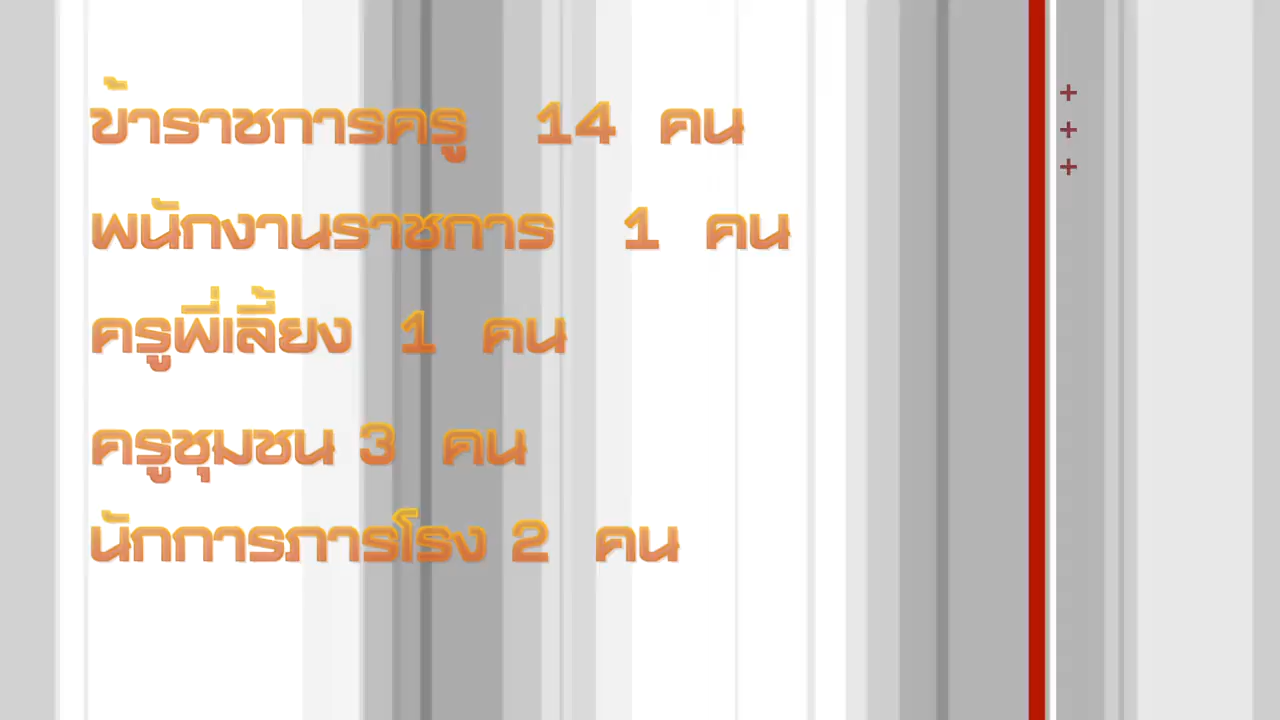 ข้าราชการครู 14 คน
พนักงานราชการ 1 คน
ครูพี่เลี้ยง 1 คน
ครูชุมชน 3 คน
นักการภารโรง 2 คน
+
+
+